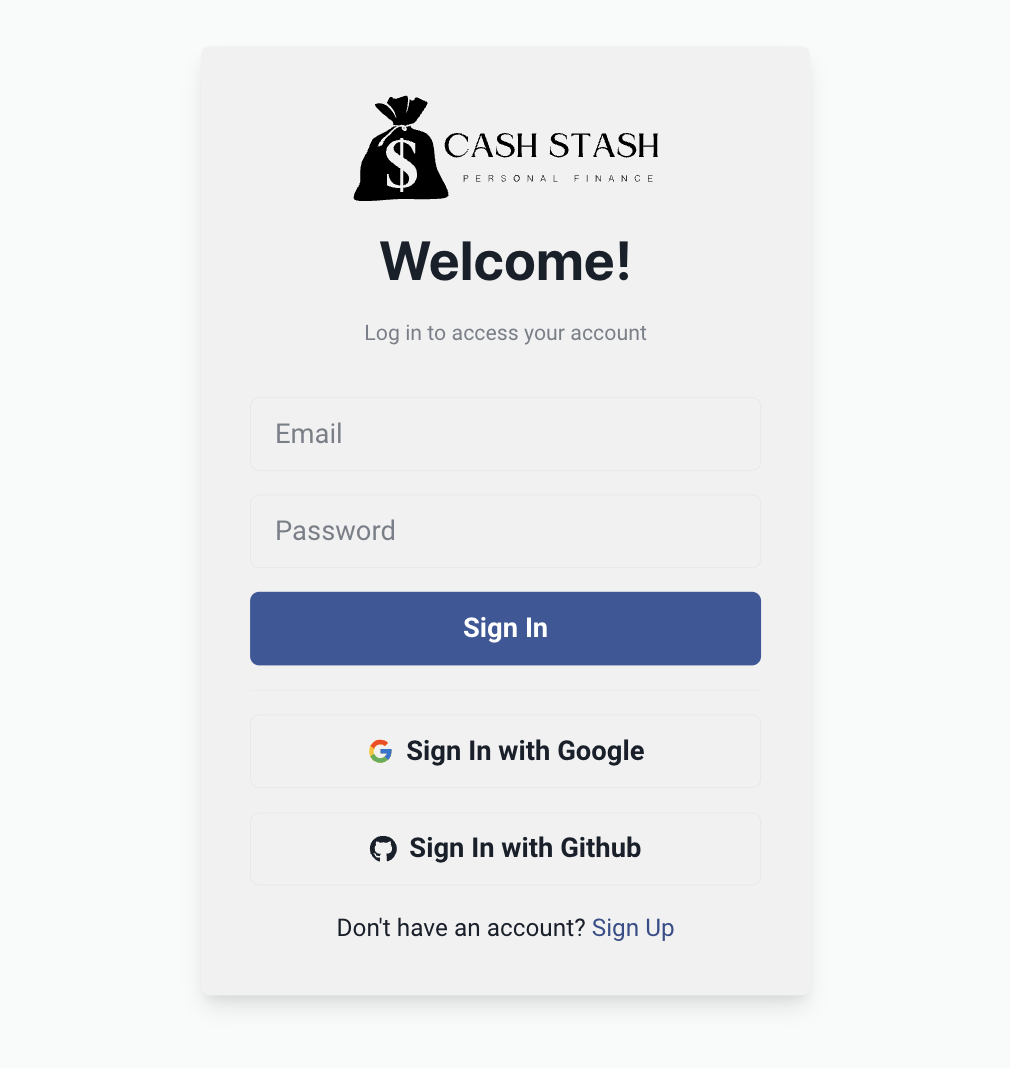 $
CASH STASH
PERSONAL FINANCE
Welcome!
Log in to access your account
Email
Password
Sign In
Sign In with Google
Sign In with Github
Don't have an account? Sign Up